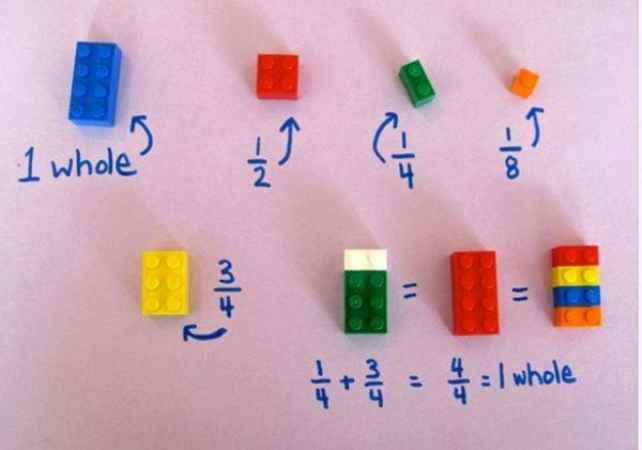 1 whole
1/2
1/4
1/8
3/4
= =
1/4 + 3/4 = 4/4 = 1 whole